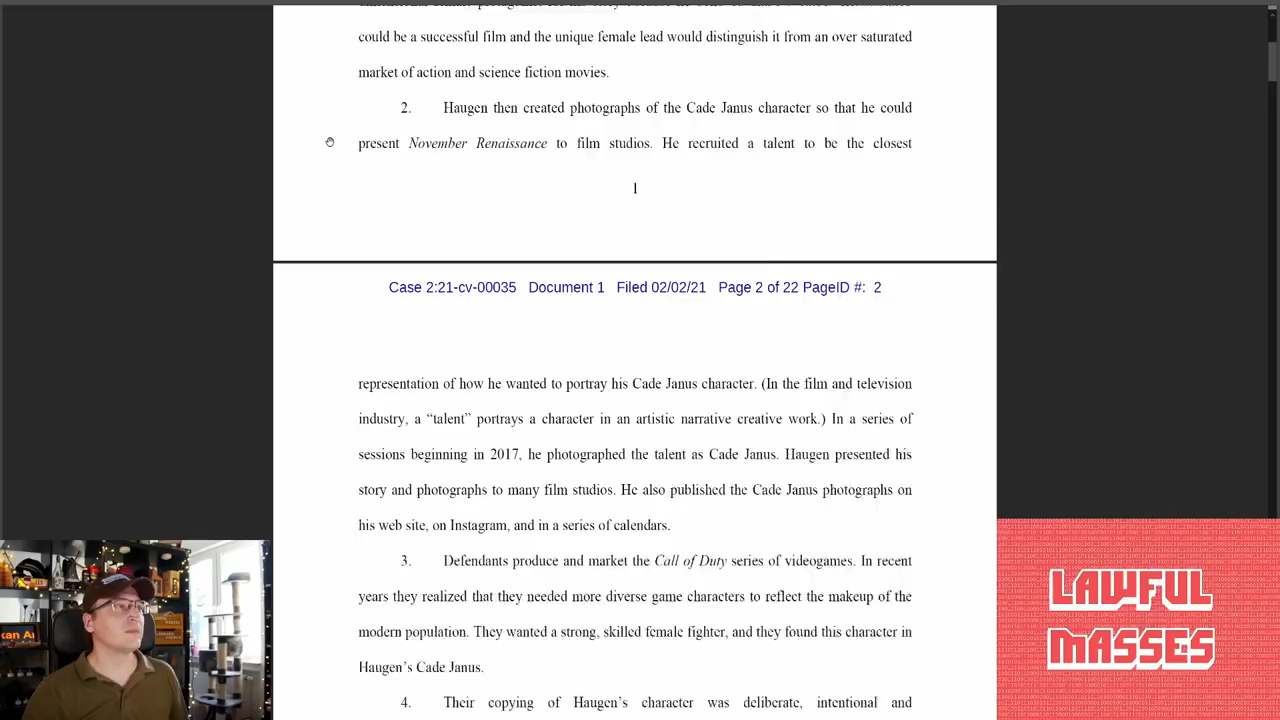 could be a successful film and the unique female lead would distinguish it from an over saturated
market of action and science fiction movies.
2. Haugen then created photographs of the Cade Janus character so that he could
present November Renaissance to film studios. He recruited a talent to be the closest
1
Case 2:21-cv-00035 Document 1 Filed 02/02/21 Page 2 of 22 PageID #: 2
representation of how he wanted to portray his Cade Janus character. (In the film and television
industry, a “talent” portrays a character in an artistic narrative creative work.) In a series of
sessions beginning in 2017, he photographed the talent as Cade Janus. Haugen presented his
story and photographs to many film studios. He also published the Cade Janus photographs on
his web site, on Instagram, and in a series of calendars.
3. Defendants produce and market the Call of Duty series of videogames. In recent
years they realized that they needed more diverse game characters to reflect the makeup of the
modern population. They wanted a strong, skilled female fighter, and they found this character in
Haugen’s Cade Janus.
4. Their copying of Haugen’s character was deliberate, intentional and
LAWFUL
MASSES